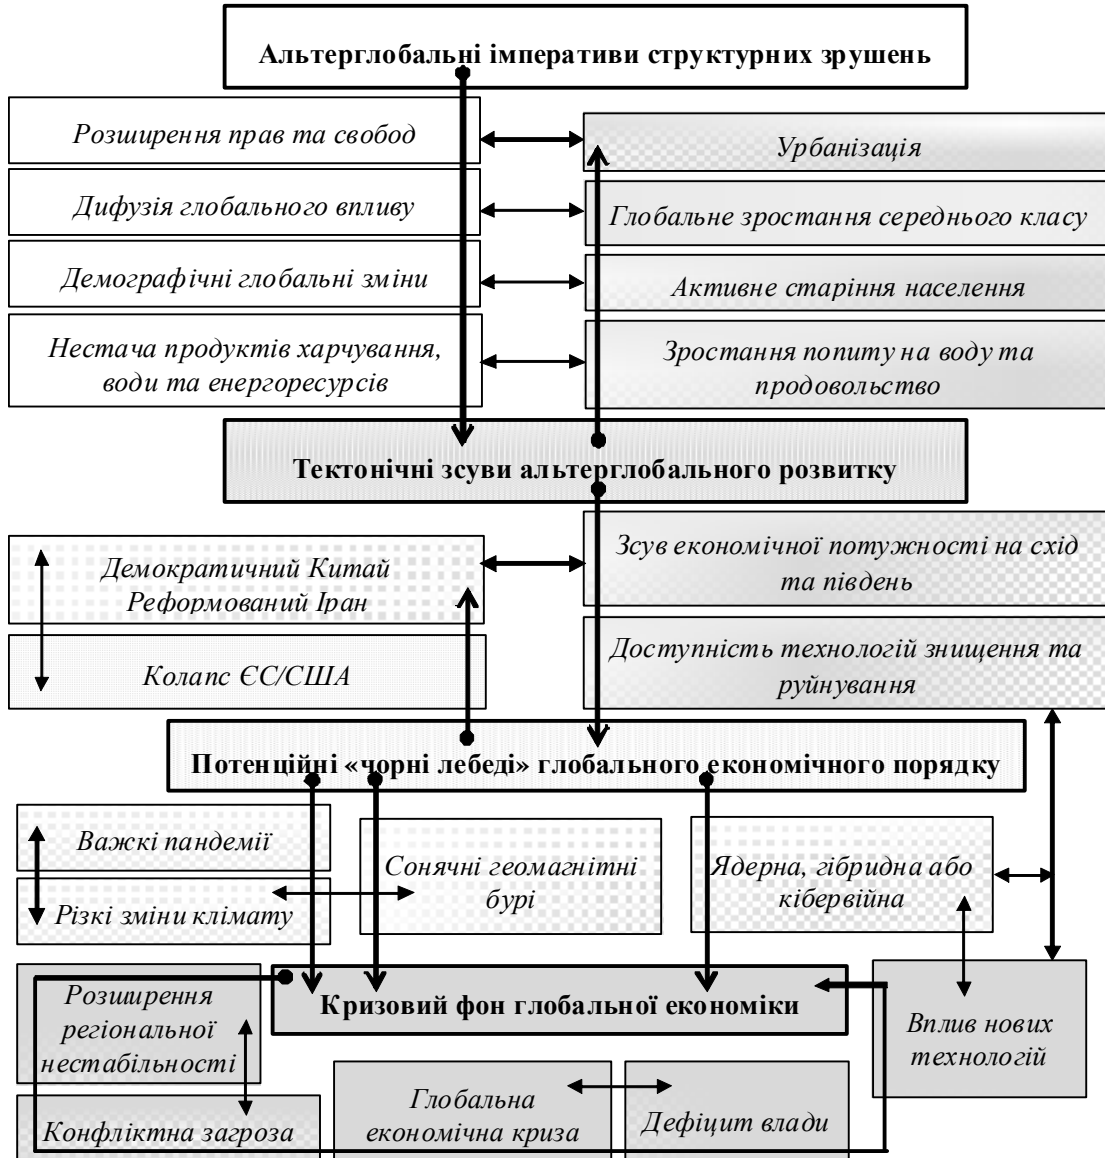 Альтерглобальні імперативи структурних зрушень
Розширення прав та свобод
Урбанізація
Дифузія глобального впливу
Глобальне зростання середнього класу
Демографічні глобальні зміни
Активне старіння населення
Нестача продуктів харчування,
води та енергоресурсів
Зростання попиту на воду та
продовольство
Тектонічні зсуви альтерглобального розвитку
Демократичний Китай
Реформований Іран
Зсув економічної потужності на схід
та південь
Колапс ЄС/США
Доступність технологій знищення та
руйнування
Потенційні «чорні лебеді» глобального економічного порядку
Важкі пандемії
Різкі зміни клімату
Сонячні геомагнітні
бурі
Ядерна, гібридна або
кібервійна
Розширення
регіональної
нестабільності
Кризовий фон глобальної економіки
Вплив нових
технологій
Конфліктна загроза
Глобальна
економічна криза
Дефіцит влади